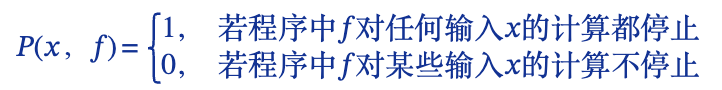 P(x, f) = { 1, 若程序中f对任何输入x的计算都停止
0, 若程序中f对某些输入x的计算不停止